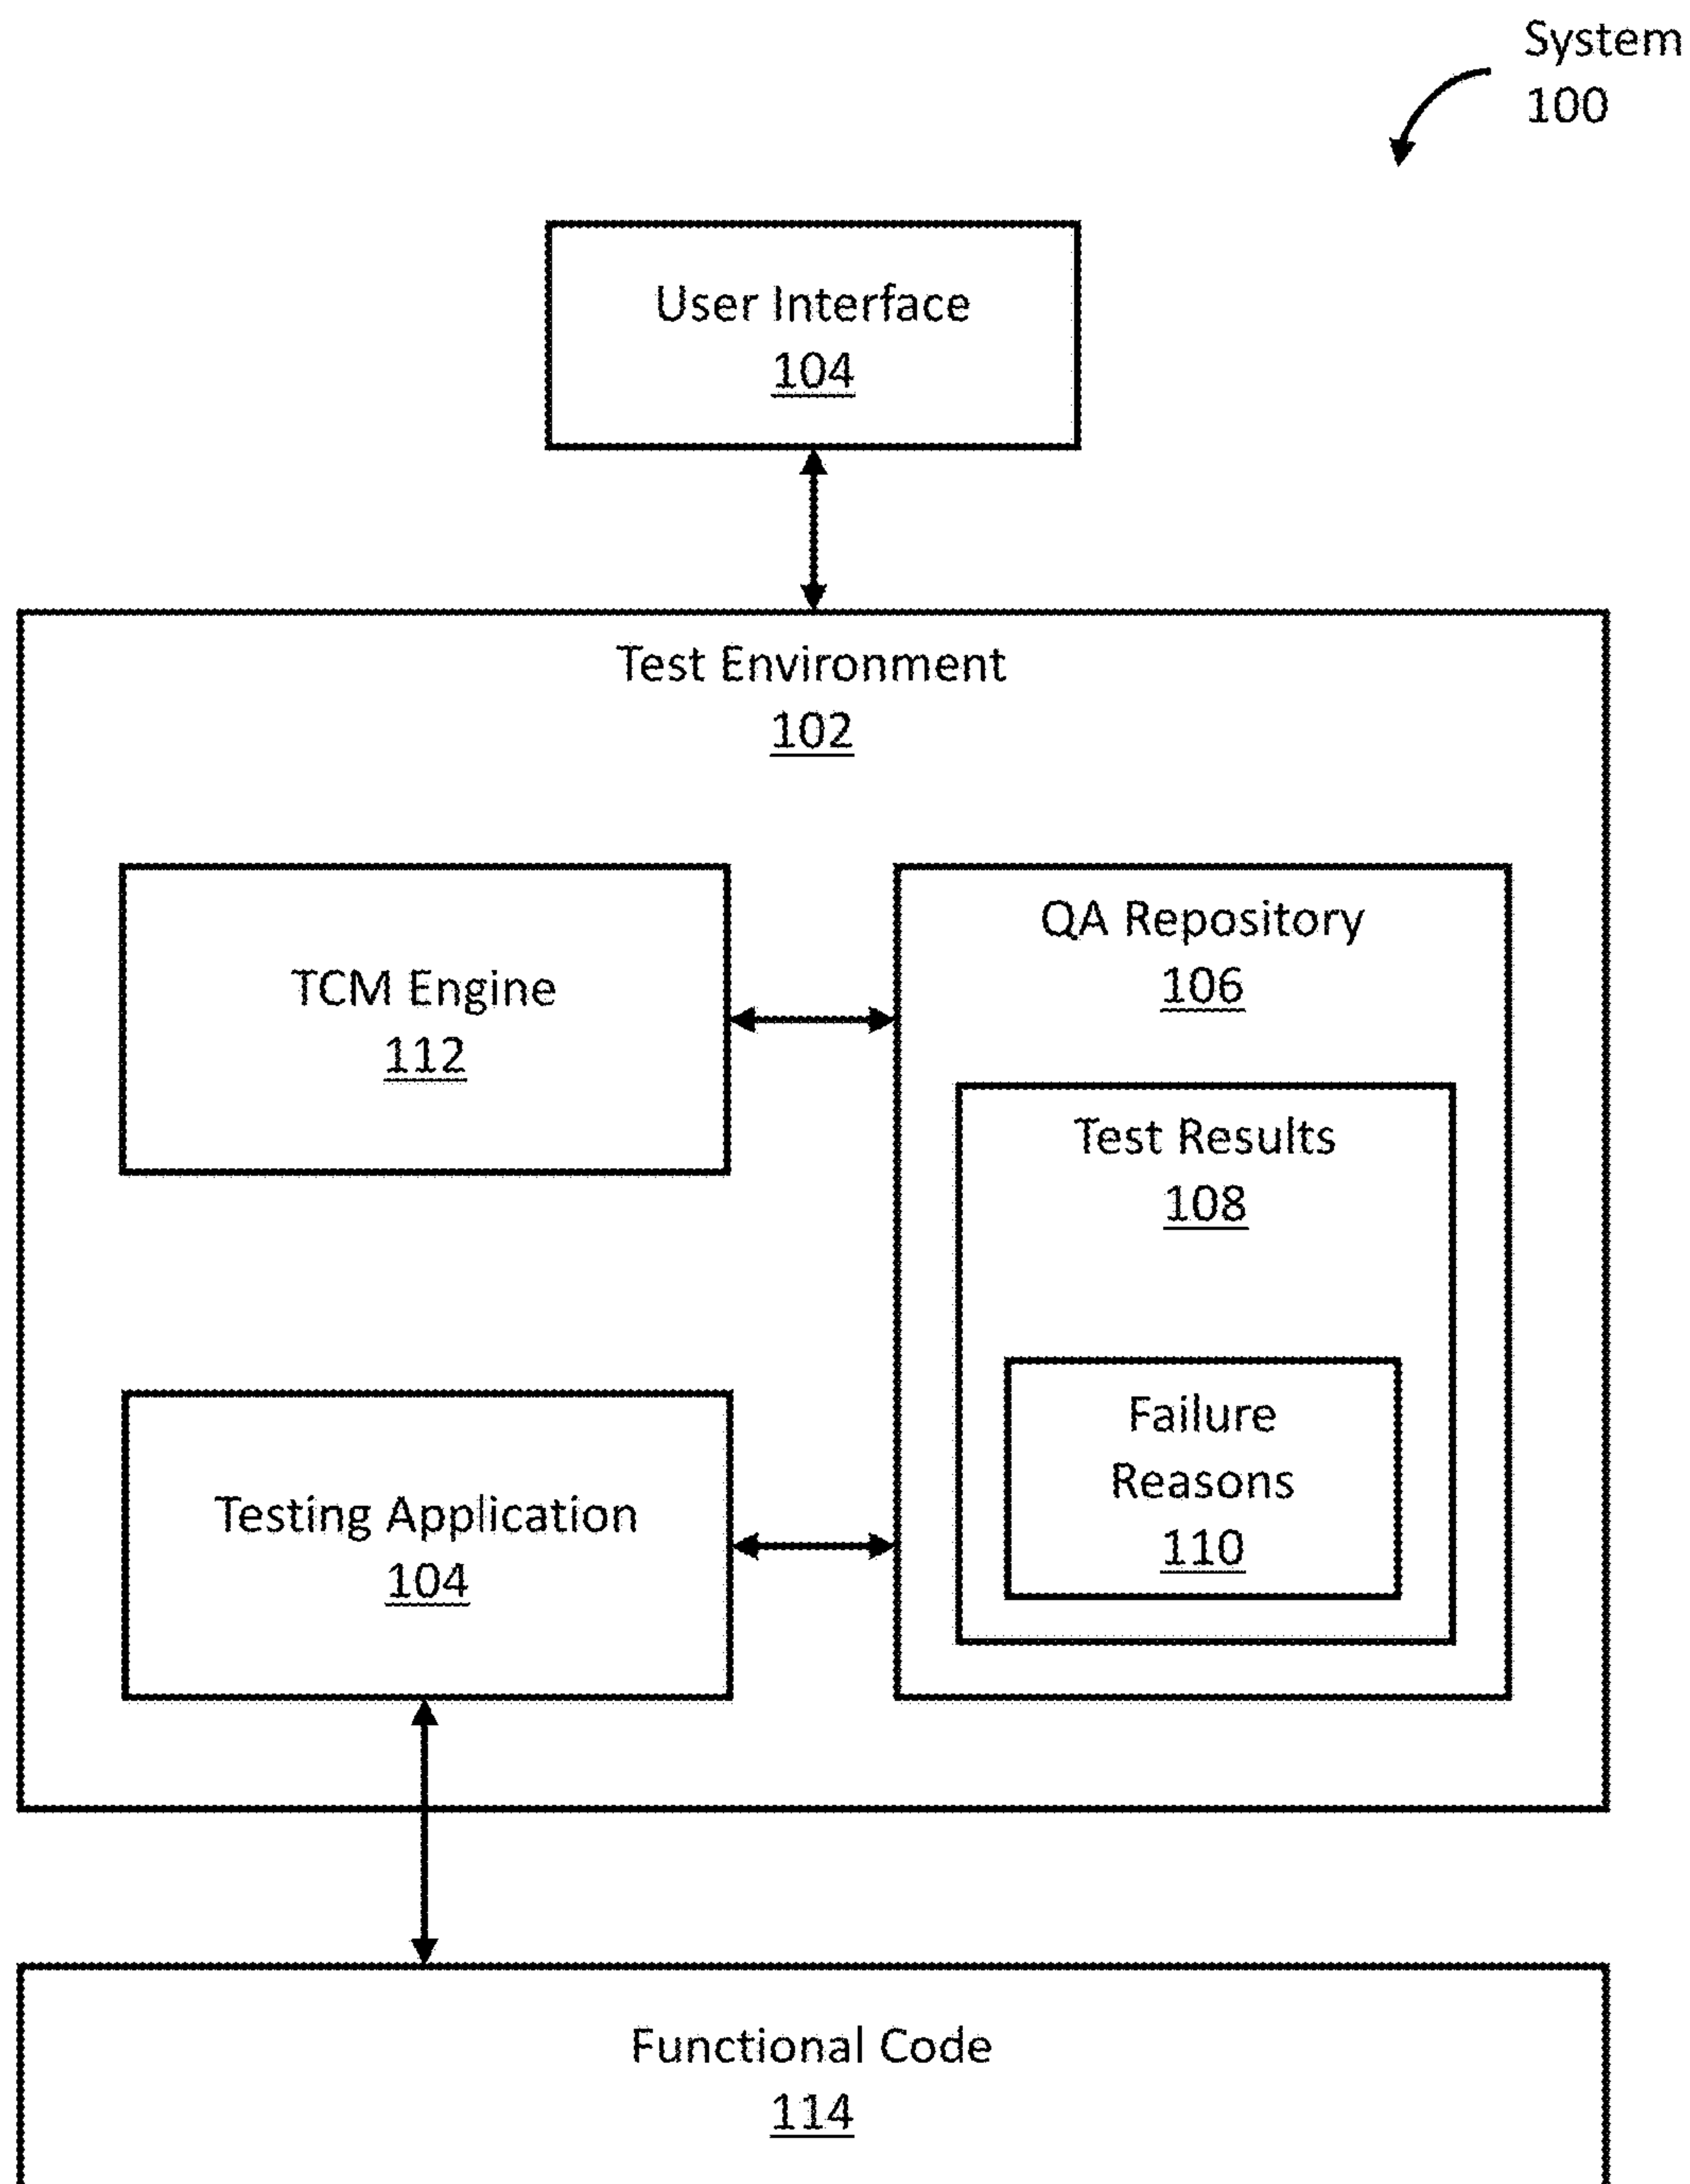 System
100
User Interface
104
Test Environment
102
TCM Engine
112
QA Repository
106
Test Results
108
Failure
Reasons
110
Testing Application
104
Functional Code
114